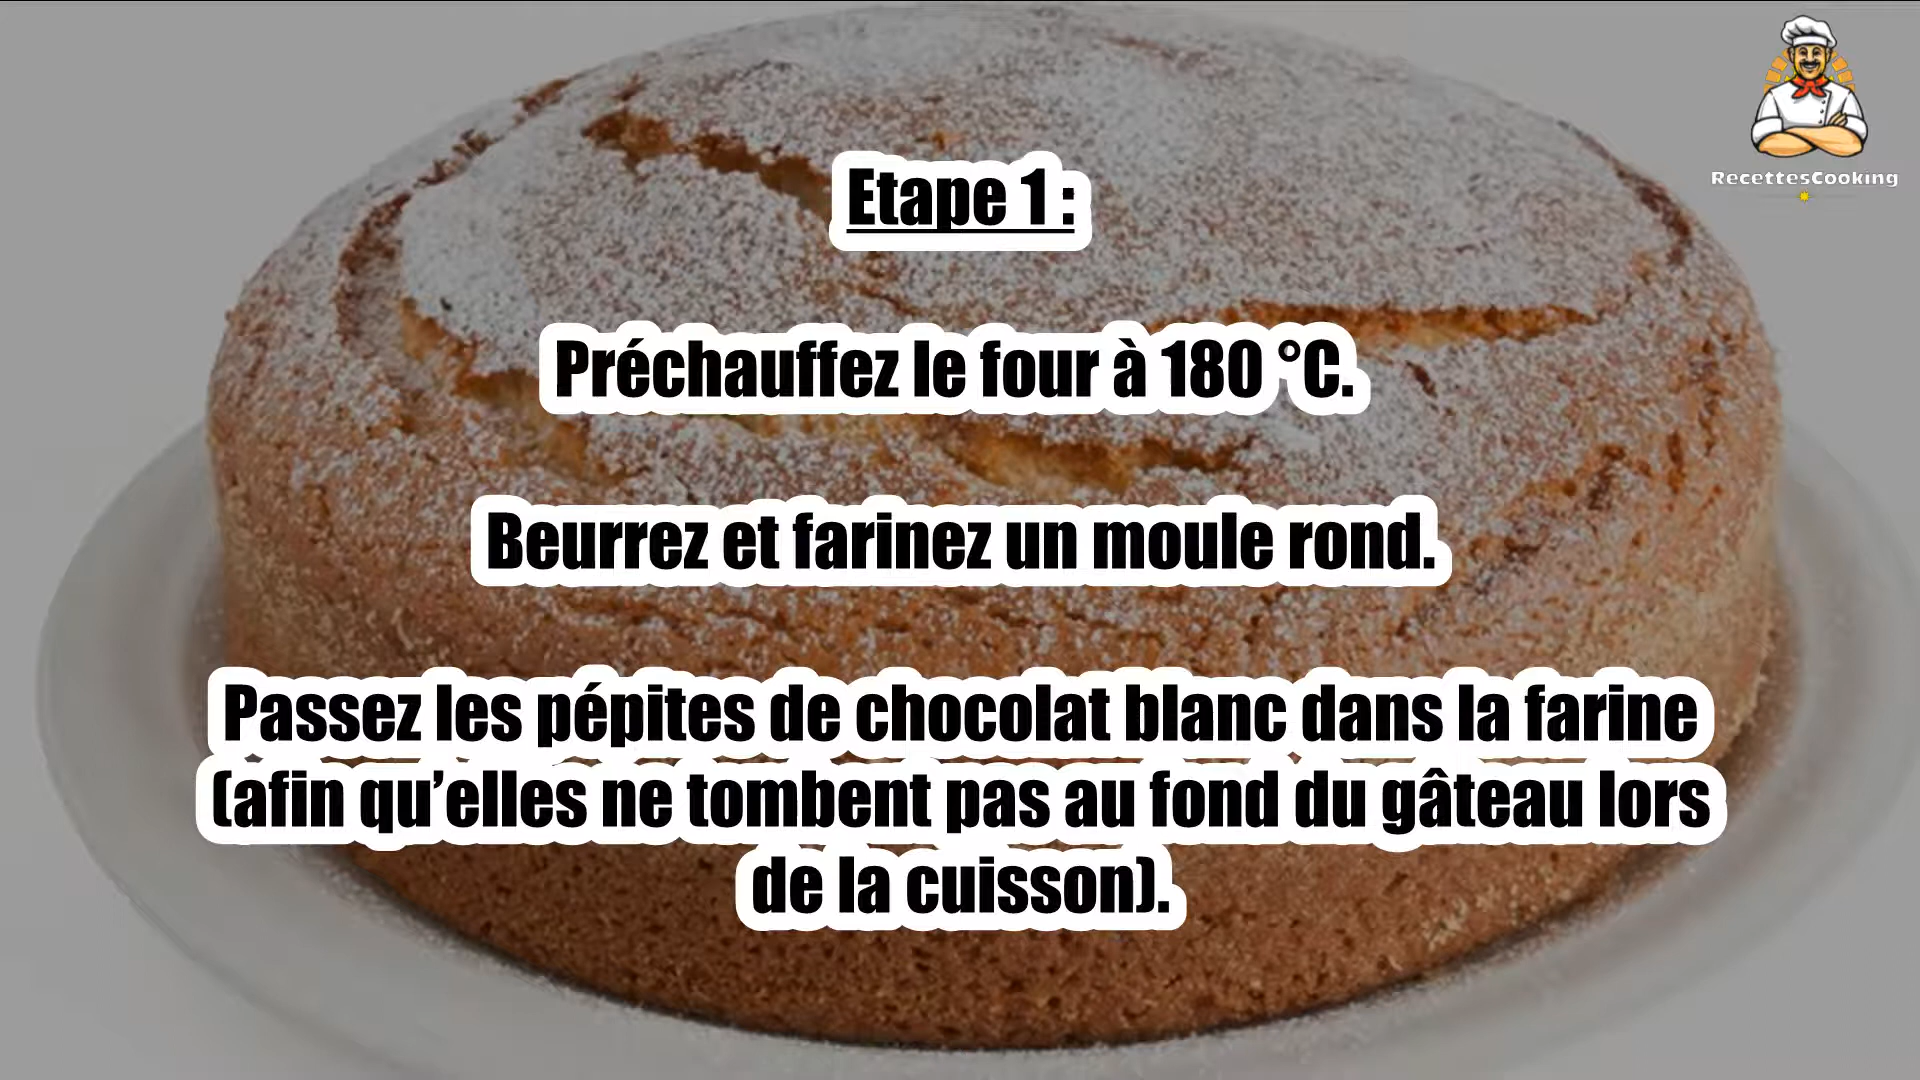 RecettesCooking
Etape 1 :
Préchauffez le four à 180 °C.
Beurrez et farinez un moule rond.
Passez les pépites de chocolat blanc dans la farine
(afin qu’elles ne tombent pas au fond du gâteau lors
de la cuisson).